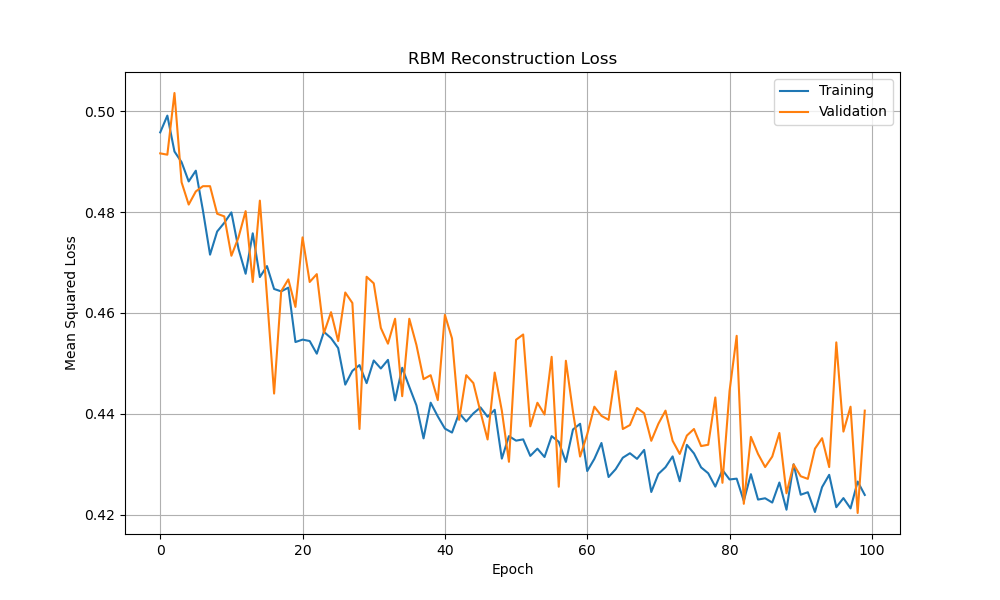 RBM Reconstruction Loss
Training
Validation
Mean Squared Loss
0.50
0.48
0.46
0.44
0.42
0 20 40 60 80 100
Epoch